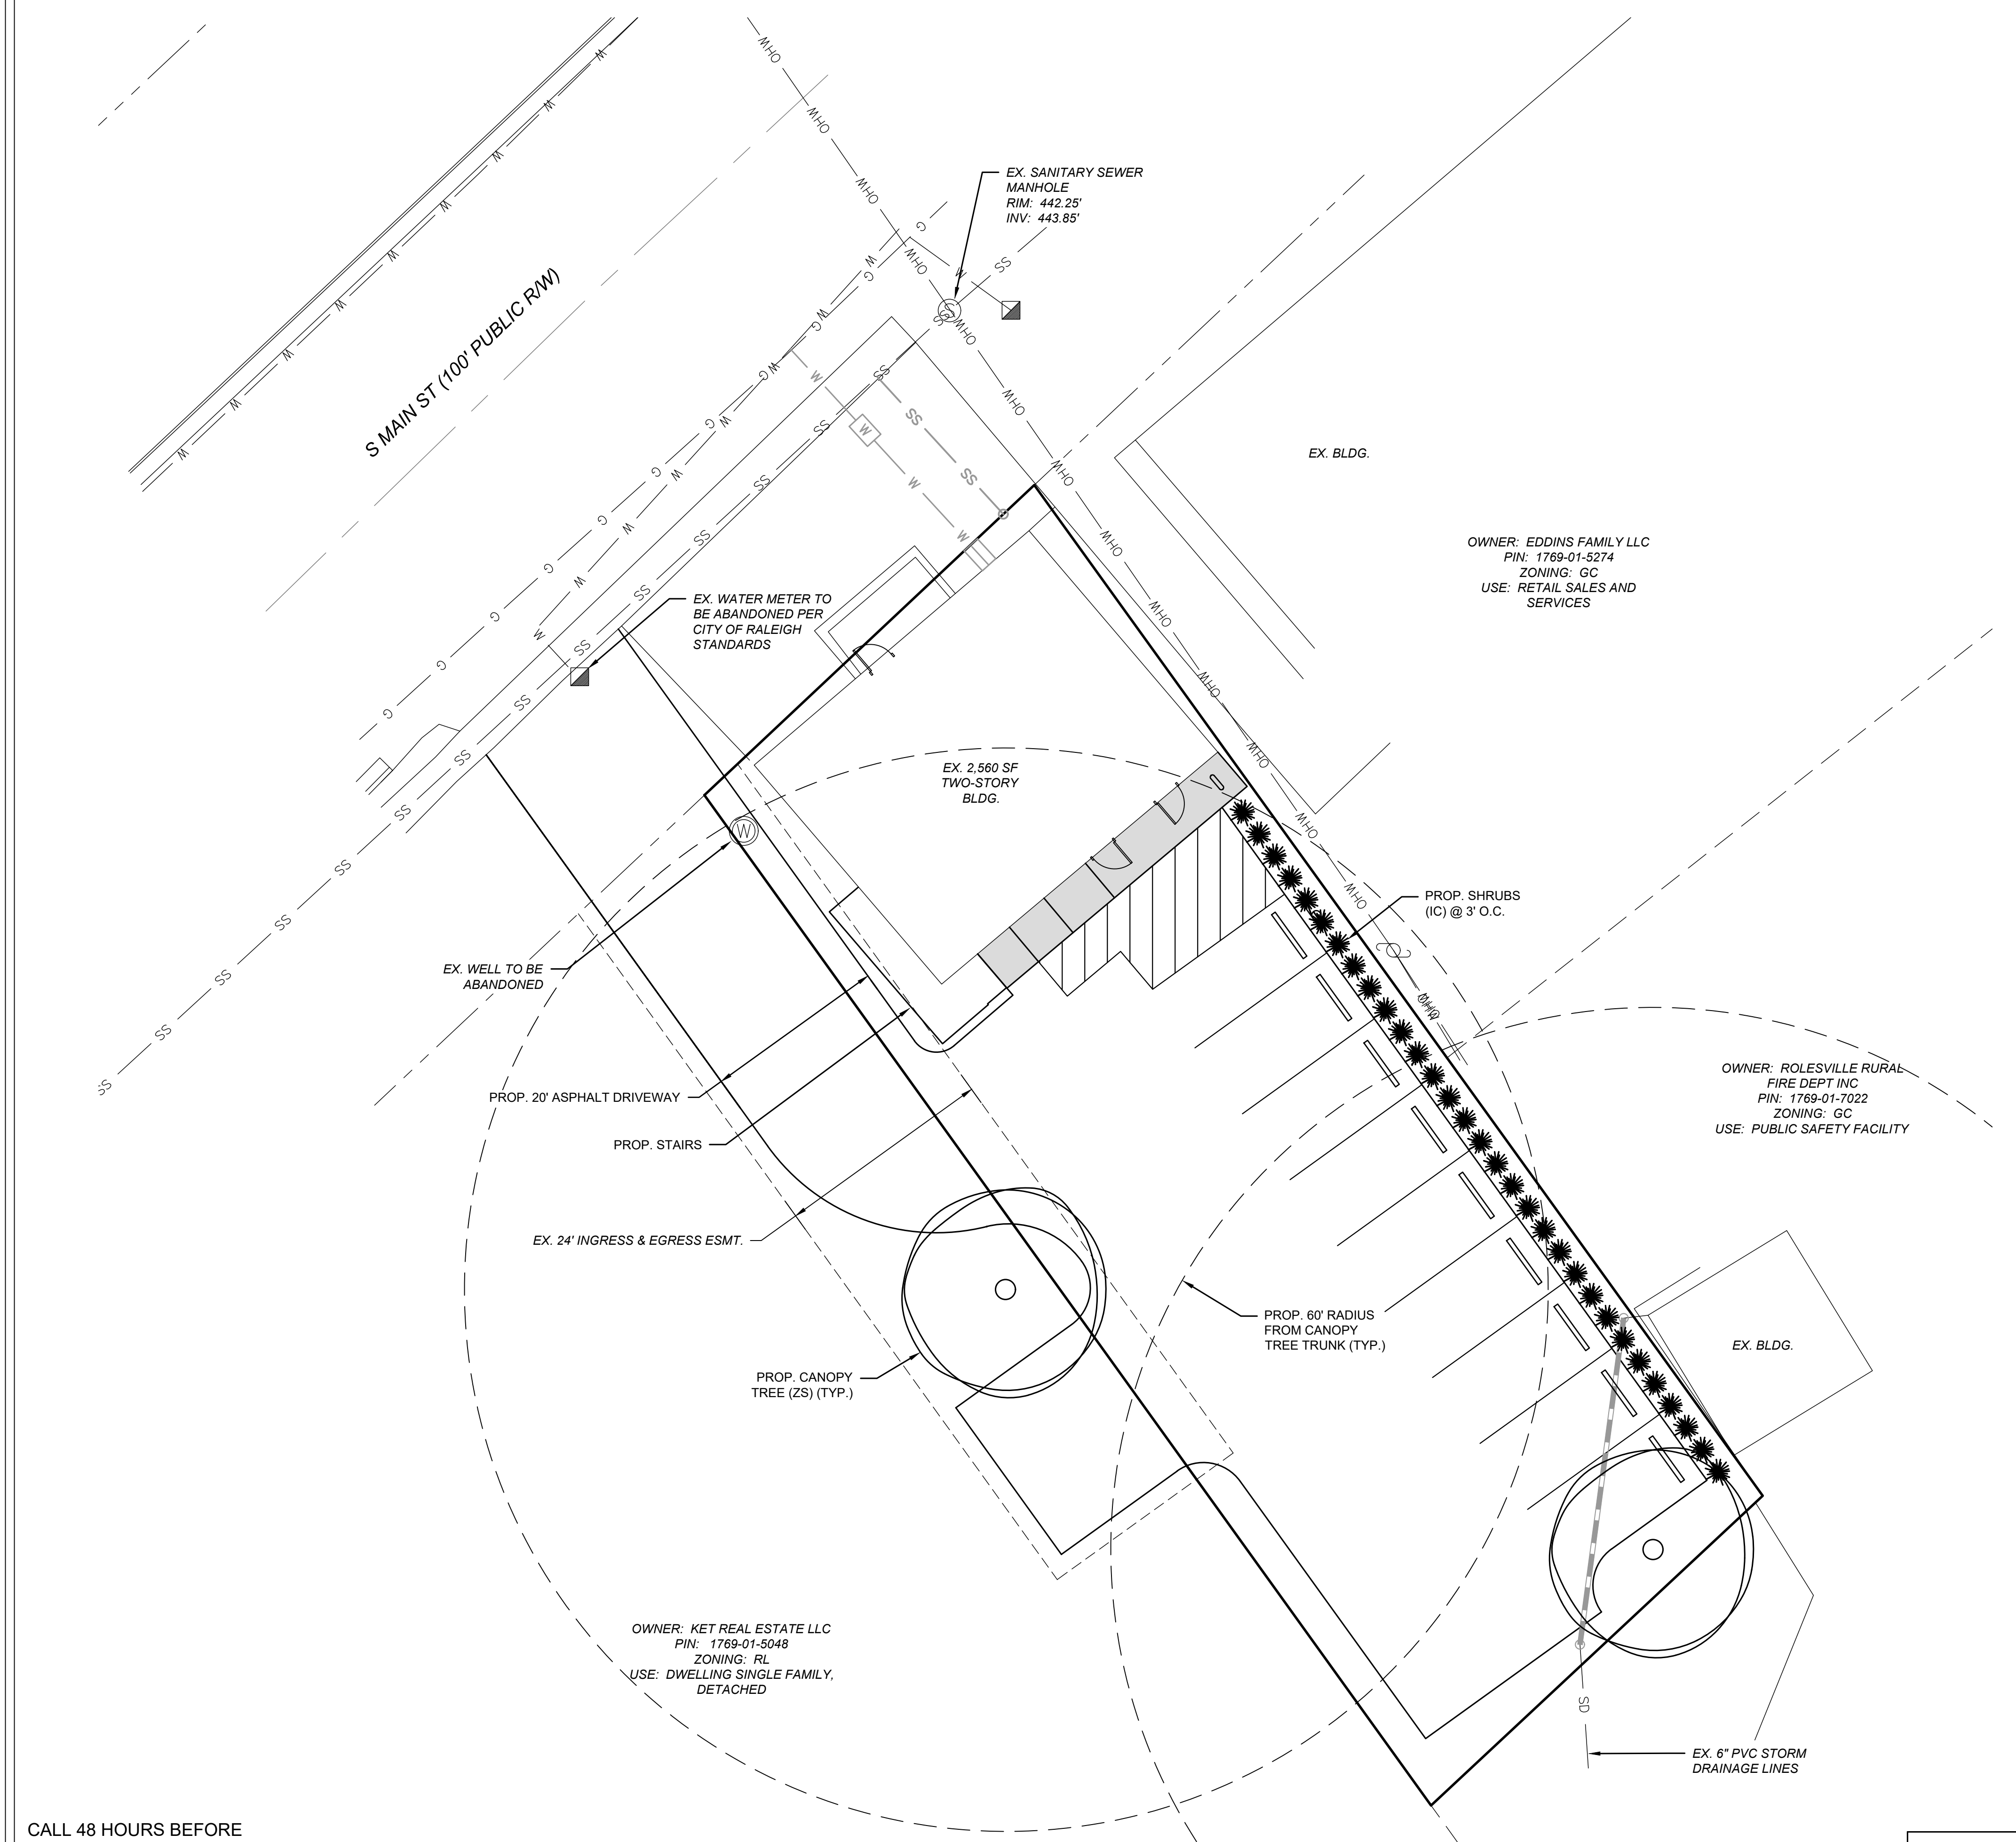 EX. SANITARY SEWER
MANHOLE
RIM: 442.25'
INV: 443.85'
S MAIN ST (100' PUBLIC R/W)
EX. BLDG.
OWNER: EDDINS FAMILY LLC
PIN: 1769-01-5274
ZONING: GC
USE: RETAIL SALES AND
SERVICES
EX. WATER METER TO
BE ABANDONED PER
CITY OF RALEIGH
STANDARDS
EX. 2,560 SF
TWO-STORY
BLDG.
PROP. SHRUBS
(IC) @ 3' O.C.
EX. WELL TO BE
ABANDONED
OWNER: ROLESVILLE RURAL
FIRE DEPT INC
PIN: 1769-01-7022
ZONING: GC
USE: PUBLIC SAFETY FACILITY
PROP. 20' ASPHALT DRIVEWAY
PROP. STAIRS
EX. 24' INGRESS & EGRESS ESMT.
PROP. 60' RADIUS
FROM CANOPY
TREE TRUNK (TYP.)
EX. BLDG.
PROP. CANOPY
TREE (ZS) (TYP.)
OWNER: KET REAL ESTATE LLC
PIN: 1769-01-5048
ZONING: RL
USE: DWELLING SINGLE FAMILY,
DETACHED
SD
EX. 6" PVC STORM
DRAINAGE LINES
CALL 48 HOURS BEFORE